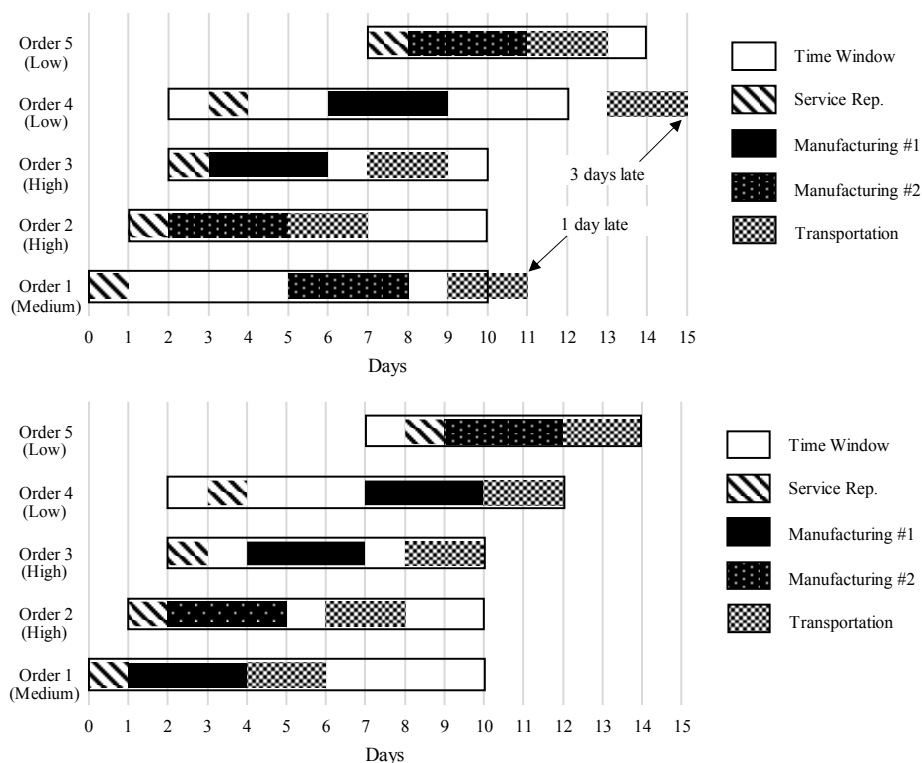 Order 5
(Low)
Order 4
(Low)
Order 3
(High)
Order 2
(High)
Order 1
(Medium)
3 days late
1 day late
0 1 2 3 4 5 6 7 8 9 10 11 12 13 14 15
Days
Time Window
Service Rep.
Manufacturing #1
Manufacturing #2
Transportation
Order 5
(Low)
Order 4
(Low)
Order 3
(High)
Order 2
(High)
Order 1
(Medium)
0 1 2 3 4 5 6 7 8 9 10 11 12 13 14 15
Days
Time Window
Service Rep.
Manufacturing #1
Manufacturing #2
Transportation